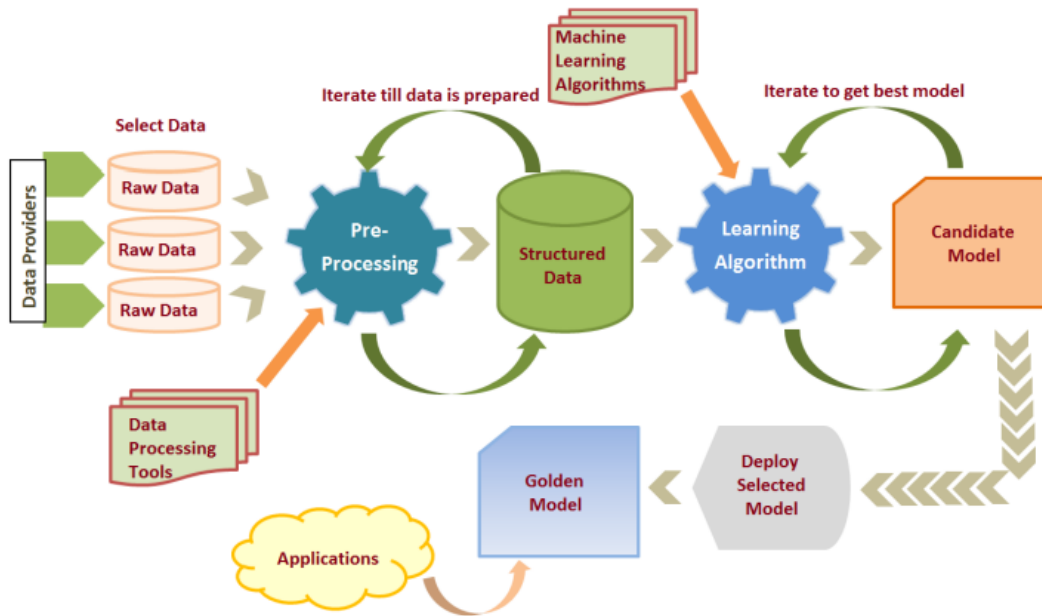 Machine
Learning
Algorithms
Iterate till data is prepared
Iterate to get best model
Select Data
Data Providers
Raw Data
Raw Data
Raw Data
Pre-
Processing
Structured
Data
Learning
Algorithm
Candidate
Model
Data
Processing
Tools
Golden
Model
Deploy
Selected
Model
Applications